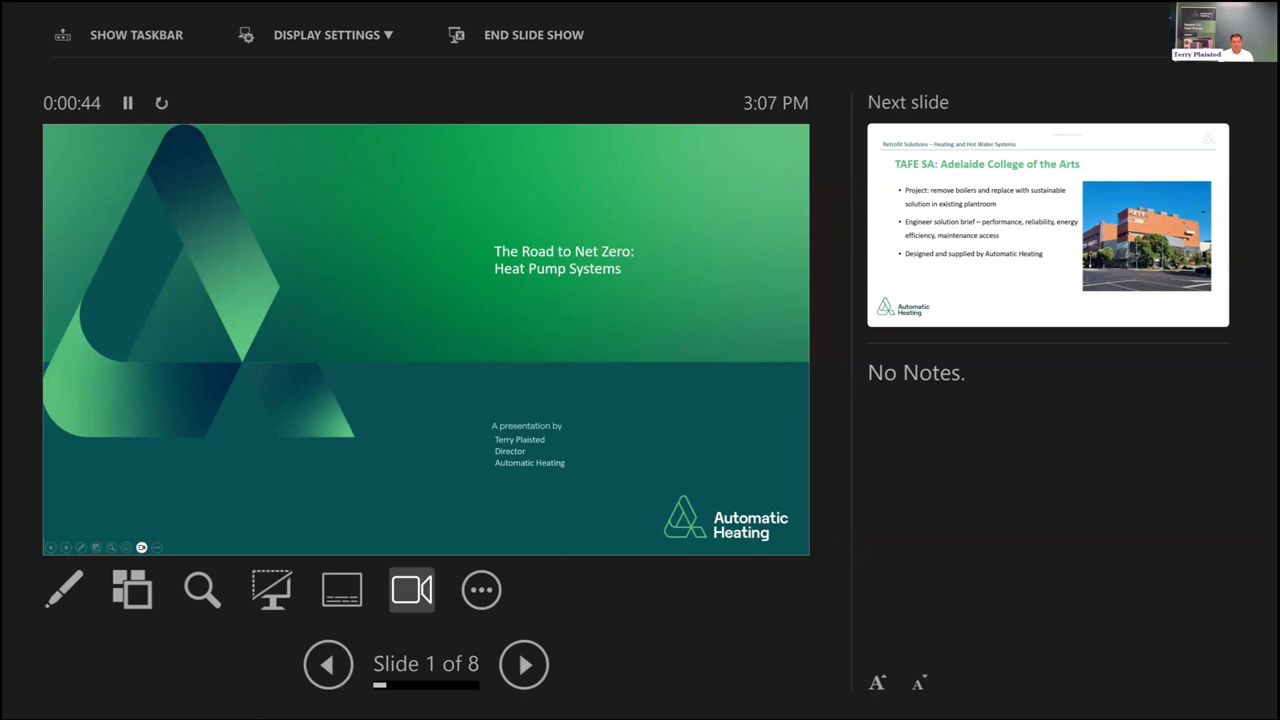 SHOW TASKBAR
DISPLAY SETTINGS ▼
END SLIDE SHOW
Terry Plaisted
0:00:44
3:07 PM
Next slide
The Road to Net Zero:
Heat Pump Systems
A presentation by
Terry Plaisted
Director
Automatic Heating
Automatic
Heating
Retrofit Solutions – Heating and Hot Water Systems
TAFE SA: Adelaide College of the Arts
• Project: remove boilers and replace with sustainable
solution in existing plantroom
• Engineer solution brief – performance, reliability, energy
efficiency, maintenance access
• Designed and supplied by Automatic Heating
Automatic
Heating
No Notes.
Slide 1 of 8
A A